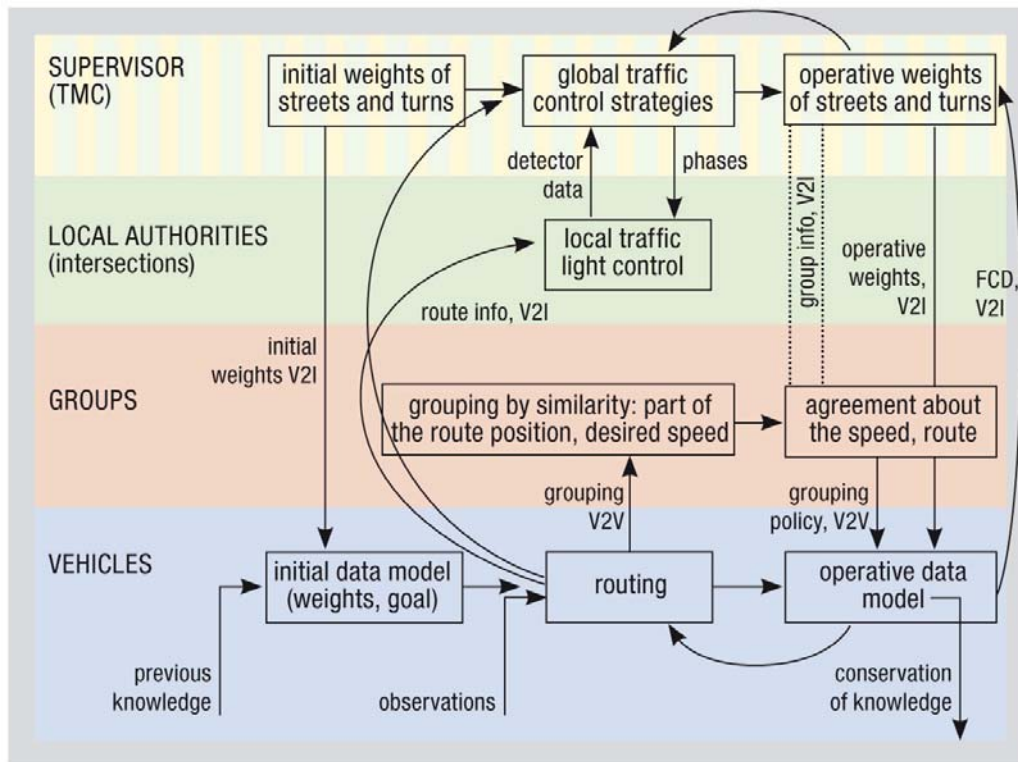 SUPERVISOR
(TMC)
initial weights of
streets and turns
global traffic
control strategies
operative weights
of streets and turns
detector
data
phases
group info, V2I
LOCAL AUTHORITIES
(intersections)
local traffic
light control
operative
weights,
V2I
FCD,
V2I
route info, V2I
initial
weights V2I
GROUPS
grouping by similarity: part of
the route position, desired speed
agreement about
the speed, route
grouping
V2V
grouping
policy, V2V
VEHICLES
initial data model
(weights, goal)
routing
operative data
model
previous
knowledge
observations
conservation
of knowledge